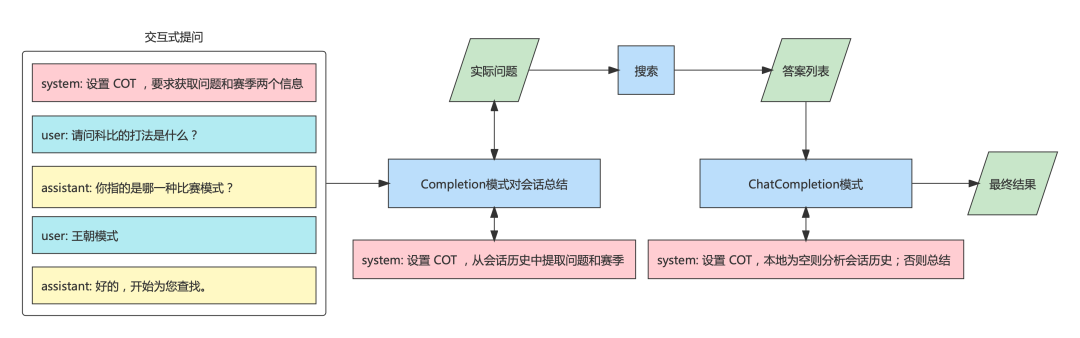 交互式提问
system: 设置 COT ，要求获取问题和赛季两个信息
user: 请问科比的打法是什么？
assistant: 你指的是哪一种比赛模式？
user: 王朝模式
assistant: 好的，开始为您查找。
实际问题
搜索
答案列表
Completion模式对会话总结
ChatCompletion模式
最终结果
system: 设置 COT ，从会话历史中提取问题和赛季
system: 设置 COT，本地为空则分析会话历史；否则总结